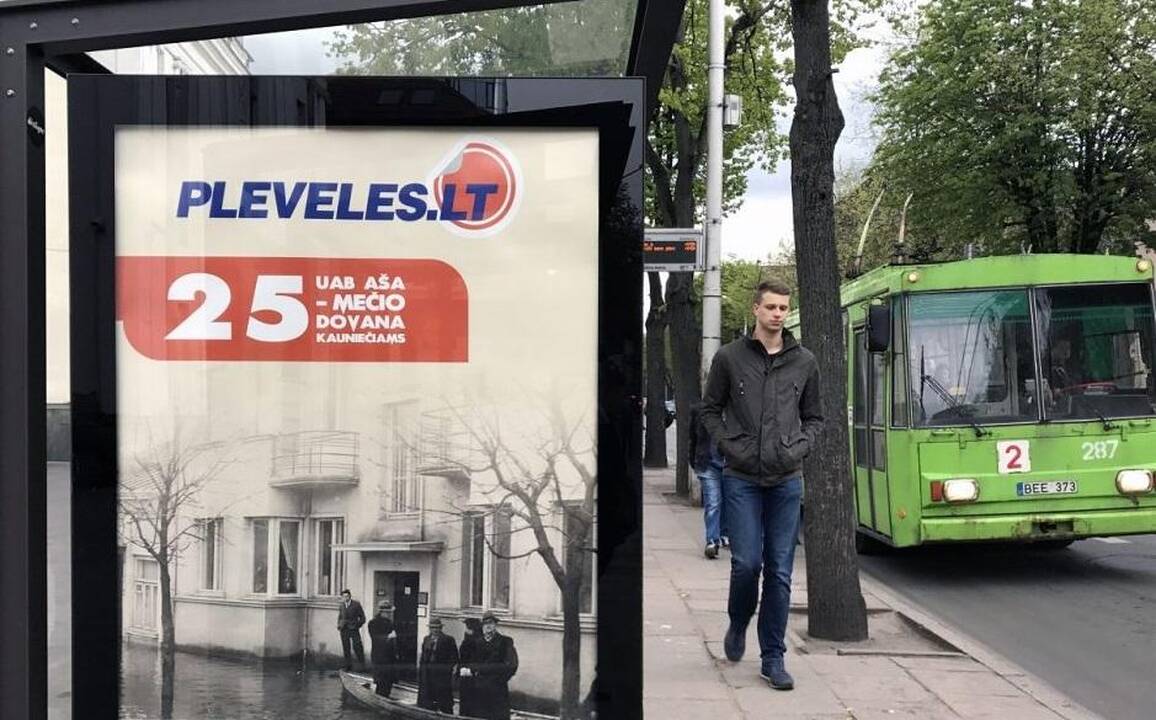 PLEVELES.LT
25
UAB AŠA
- MEČIO
DOVANA
KAUNIEČIAMS
2
287
BEE 373